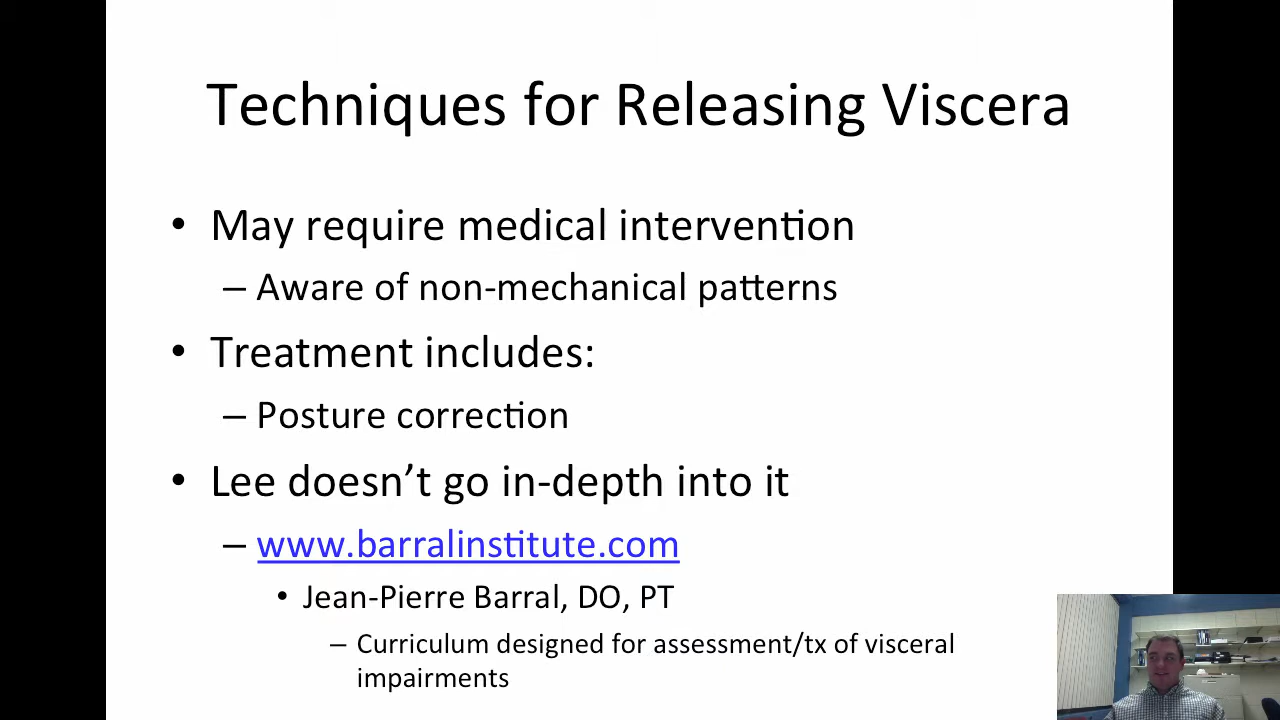 Techniques for Releasing Viscera
• May require medical intervention
– Aware of non-mechanical patterns
• Treatment includes:
– Posture correction
• Lee doesn’t go in-depth into it
– www.barralinstitute.com
• Jean-Pierre Barral, DO, PT
– Curriculum designed for assessment/tx of visceral
impairments